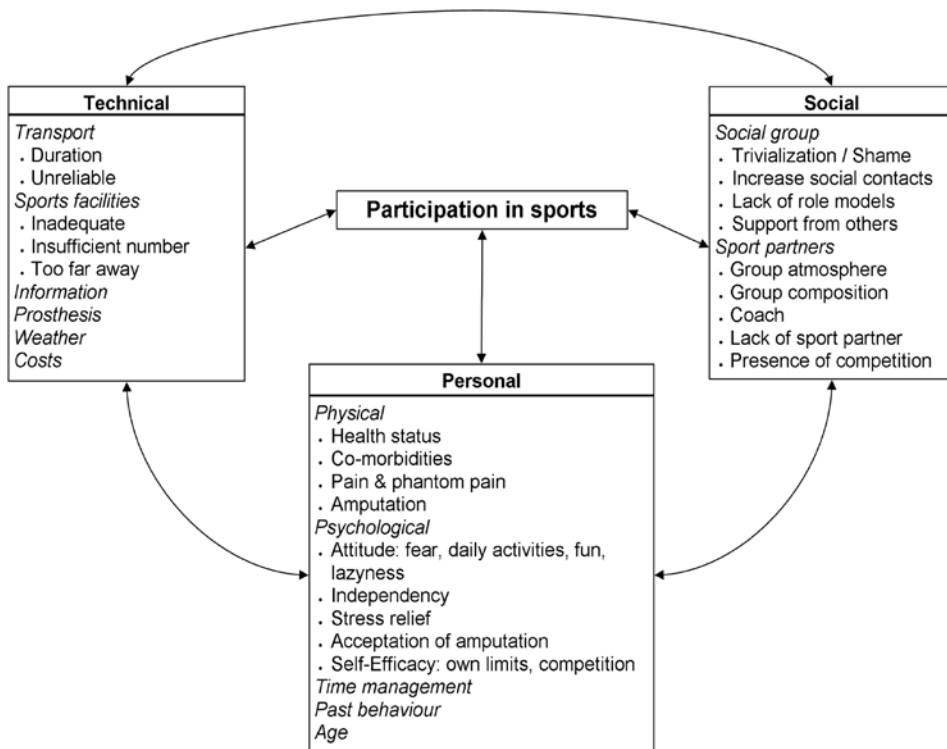 Technical
Transport
. Duration
. Unreliable
Sports facilities
. Inadequate
. Insufficient number
. Too far away
Information
Prosthesis
Weather
Costs
Participation in sports
Social
Social group
. Trivialization / Shame
. Increase social contacts
. Lack of role models
. Support from others
Sport partners
. Group atmosphere
. Group composition
. Coach
. Lack of sport partner
. Presence of competition
Personal
Physical
. Health status
. Co-morbidities
. Pain & phantom pain
. Amputation
Psychological
. Attitude: fear, daily activities, fun,
lazyness
. Independency
. Stress relief
. Acceptation of amputation
. Self-Efficacy: own limits, competition
Time management
Past behaviour
Age